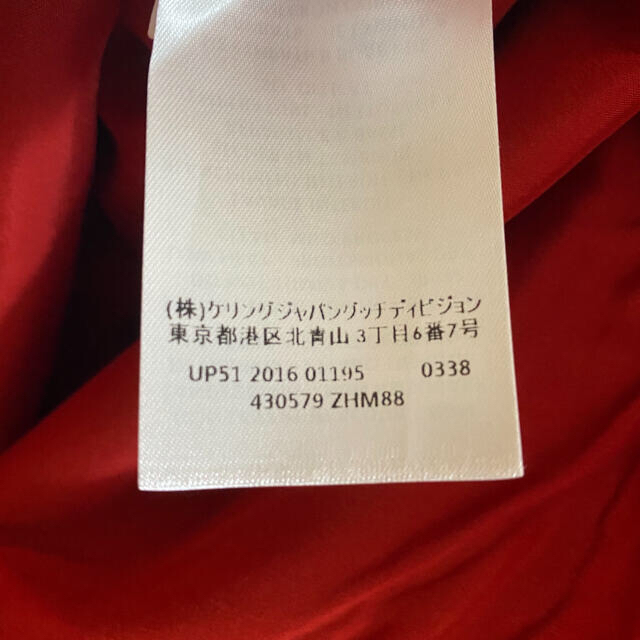 (株)ケリングジャパングッチディビジョン
東京都港区北青山 3丁目6番7号
UP51 2016 01195 0338
430579 ZHM88